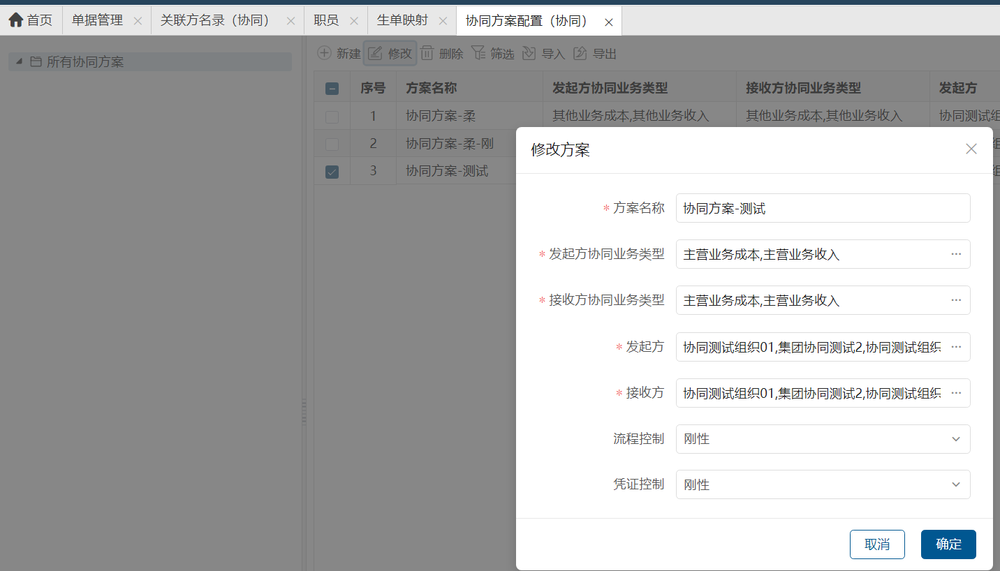 首页 单据管理 关联方名录（协同） 职员 生单映射 协同方案配置（协同）
所有协同方案
新建 修改 删除 筛选 导入 导出
序号 方案名称 发起方协同业务类型 接收方协同业务类型 发起方
1 协同方案-柔 其他业务成本,其他业务收入 其他业务成本,其他业务收入 协同测试组
2 协同方案-柔-刚
3 协同方案-测试
修改方案
* 方案名称 协同方案-测试
* 发起方协同业务类型 主营业务成本,主营业务收入 ...
* 接收方协同业务类型 主营业务成本,主营业务收入 ...
* 发起方 协同测试组织01,集团协同测试2,协同测试组织 ...
* 接收方 协同测试组织01,集团协同测试2,协同测试组织 ...
流程控制 刚性
凭证控制 刚性
取消 确定